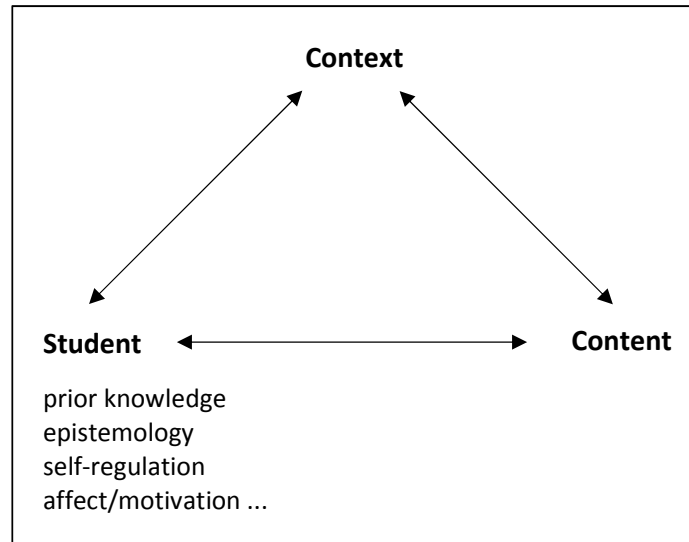 Context
Student
Content
prior knowledge
epistemology
self-regulation
affect/motivation ...